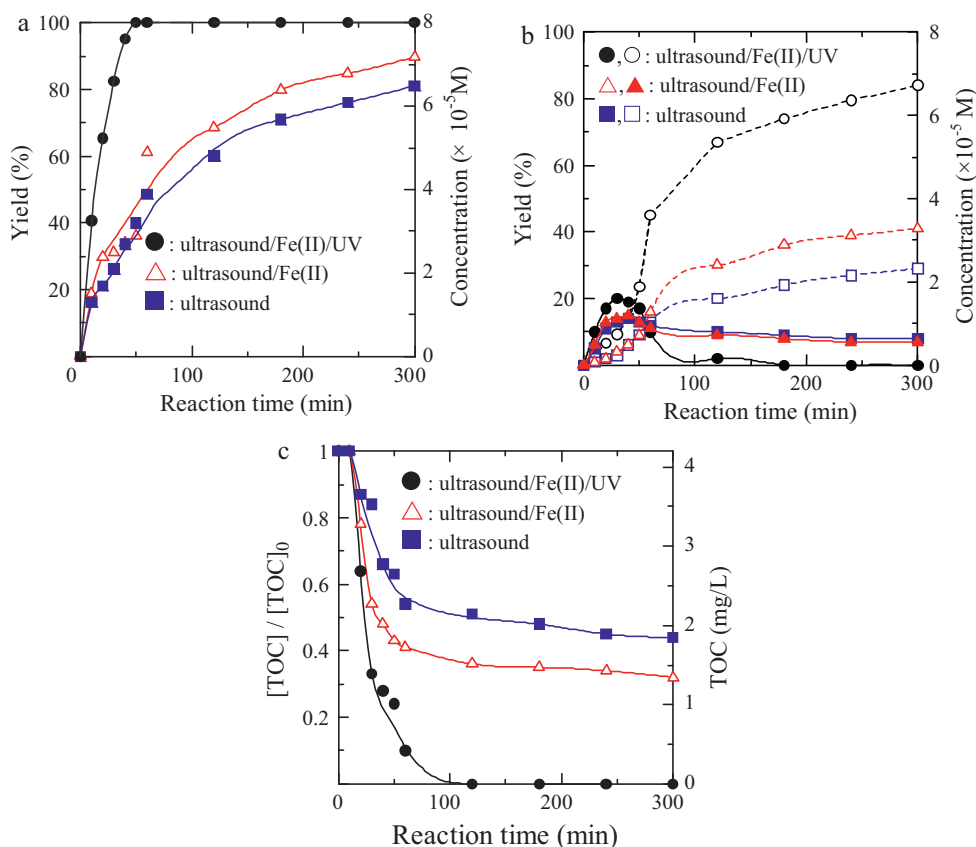 a
100
80
60
40
20
0
Yield (%)
8
6
4
2
0
Concentration (× 10⁻⁵M)
: ultrasound/Fe(II)/UV
: ultrasound/Fe(II)
: ultrasound
0
100
200
300
Reaction time (min)
b
100
80
60
40
20
0
Yield (%)
8
6
4
2
0
Concentration (×10⁻⁵ M)
, : ultrasound/Fe(II)/UV
, : ultrasound/Fe(II)
, : ultrasound
0
100
200
300
Reaction time (min)
c
1
0.8
0.6
0.4
0.2
[TOC] / [TOC]₀
4
3
2
1
0
TOC (mg/L)
: ultrasound/Fe(II)/UV
: ultrasound/Fe(II)
: ultrasound
0
100
200
300
Reaction time (min)